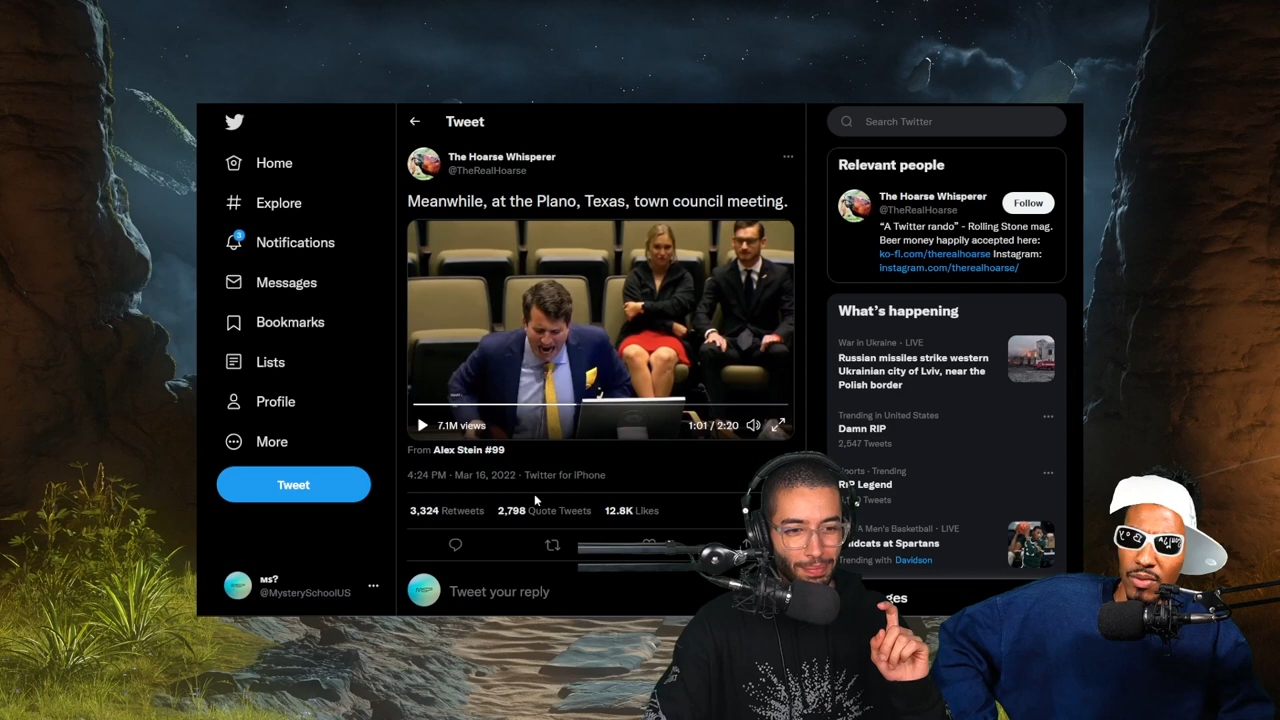 Home
Explore
3
Notifications
Messages
Bookmarks
Lists
Profile
More
Tweet
@MysterySchoolUS
Tweet
The Hoarse Whisperer
@TheRealHoarse
Meanwhile, at the Plano, Texas, town council meeting.
7.1M views
1:01 / 2:20
From Alex Stein #99
4:24 PM · Mar 16, 2022 · Twitter for iPhone
3,324 Retweets 2,798 Quote Tweets 12.8K Likes
Tweet your reply
Search Twitter
Relevant people
The Hoarse Whisperer
@TheRealHoarse
Follow
“A Twitter rando” - Rolling Stone mag.
Beer money happily accepted here:
ko-fi.com/therealhoarse Instagram:
instagram.com/therealhoarse/
What’s happening
War in Ukraine · LIVE
Russian missiles strike western
Ukrainian city of Lviv, near the
Polish border
Trending in United States
Damn RIP
2,547 Tweets
Trending
Legend
Tweets
A Men's Basketball · LIVE
Spartans
Trending with Davidson